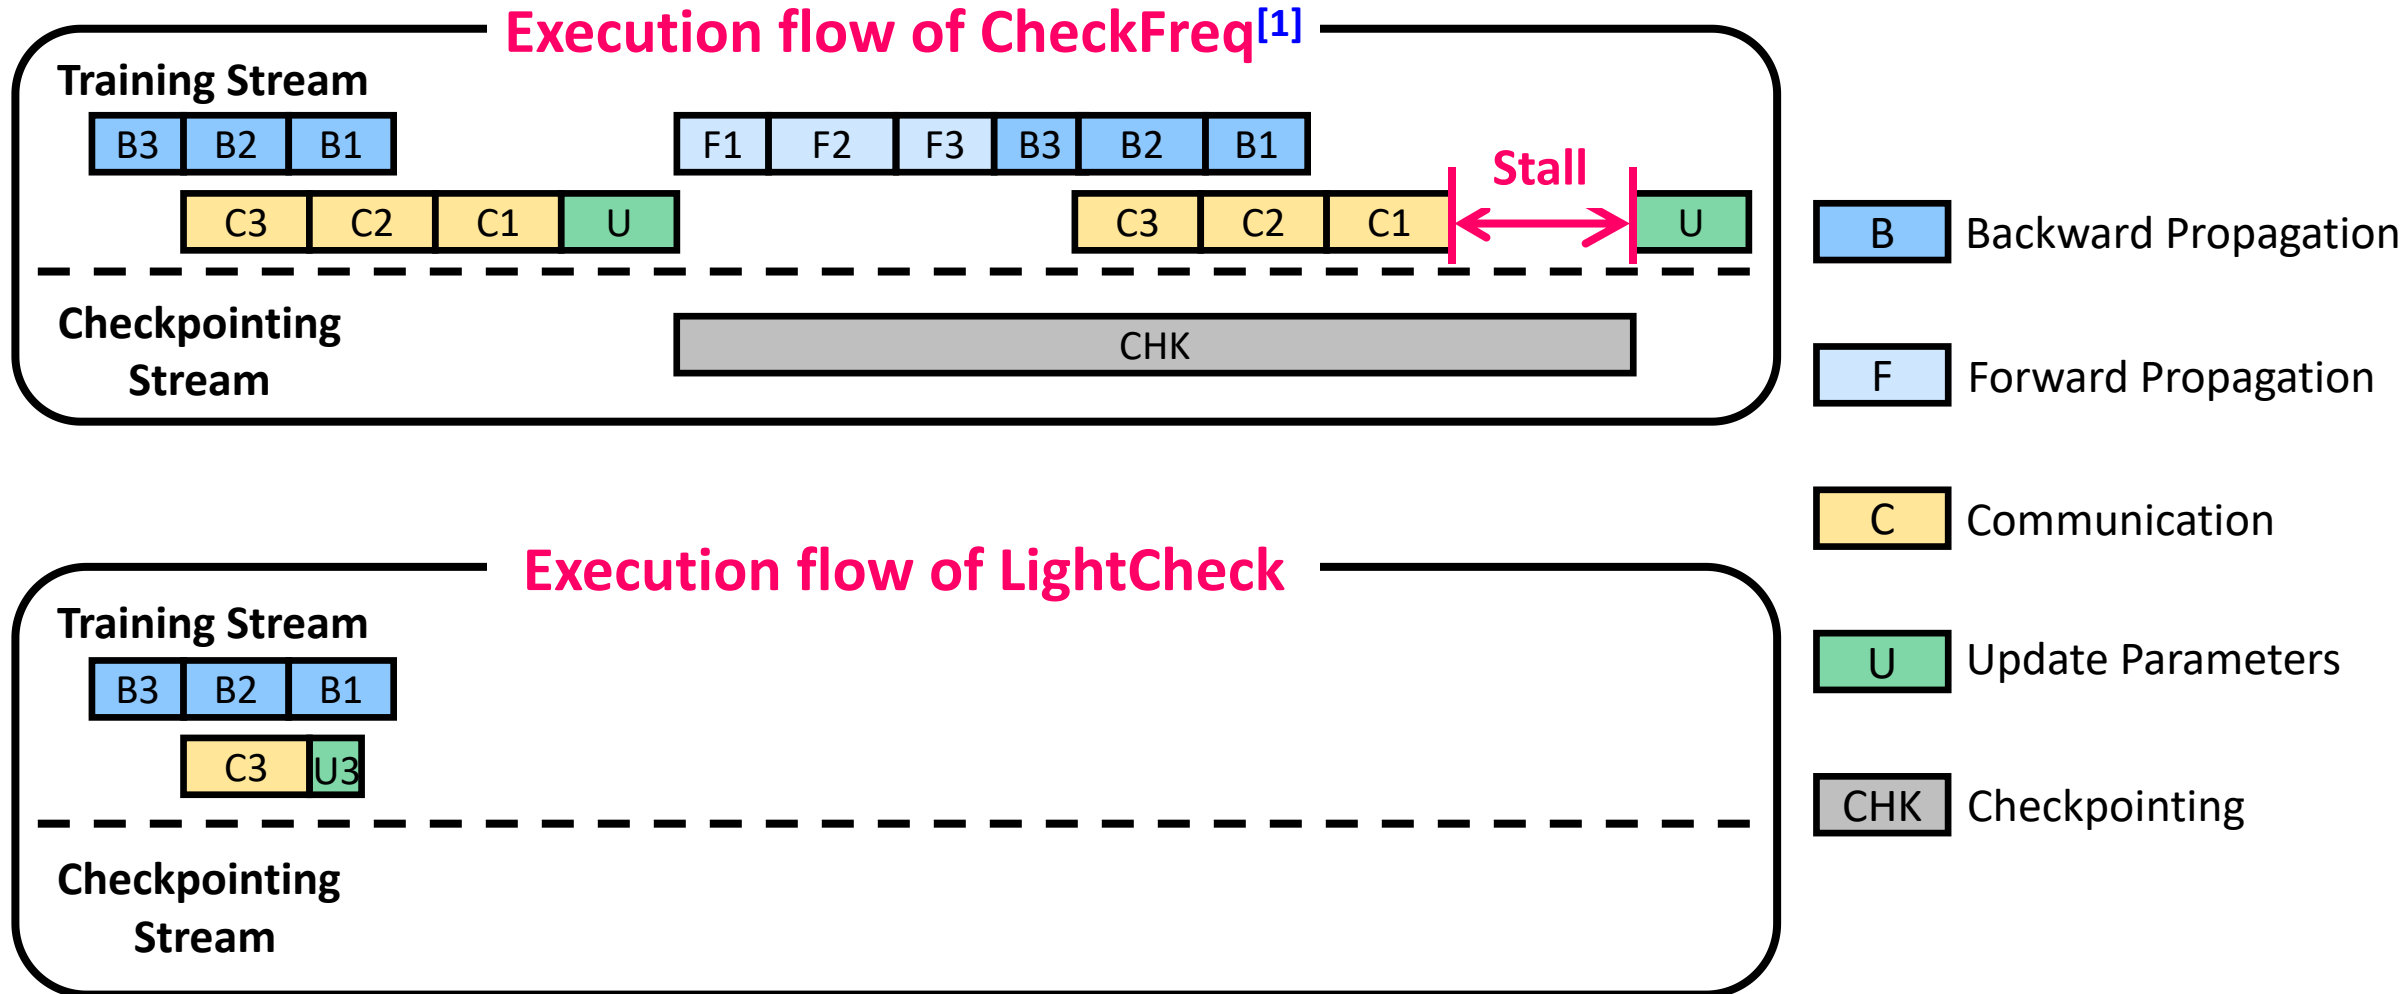 Execution flow of CheckFreq[1]
Training Stream
B3 B2 B1 F1 F2 F3 B3 B2 B1
Stall
C3 C2 C1 U C3 C2 C1 U
Checkpointing
Stream
CHK
Execution flow of LightCheck
Training Stream
B3 B2 B1
C3 U3
Checkpointing
Stream
B Backward Propagation
F Forward Propagation
C Communication
U Update Parameters
CHK Checkpointing